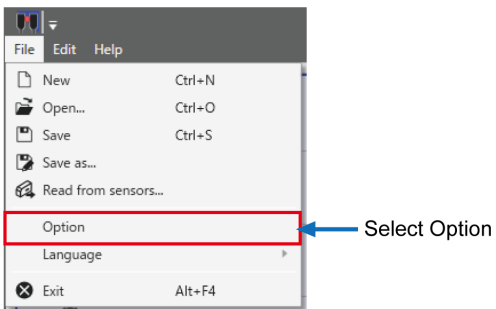 File Edit Help
New Ctrl+N
Open... Ctrl+O
Save Ctrl+S
Save as...
Read from sensors...
Option
Select Option
Language
Exit Alt+F4